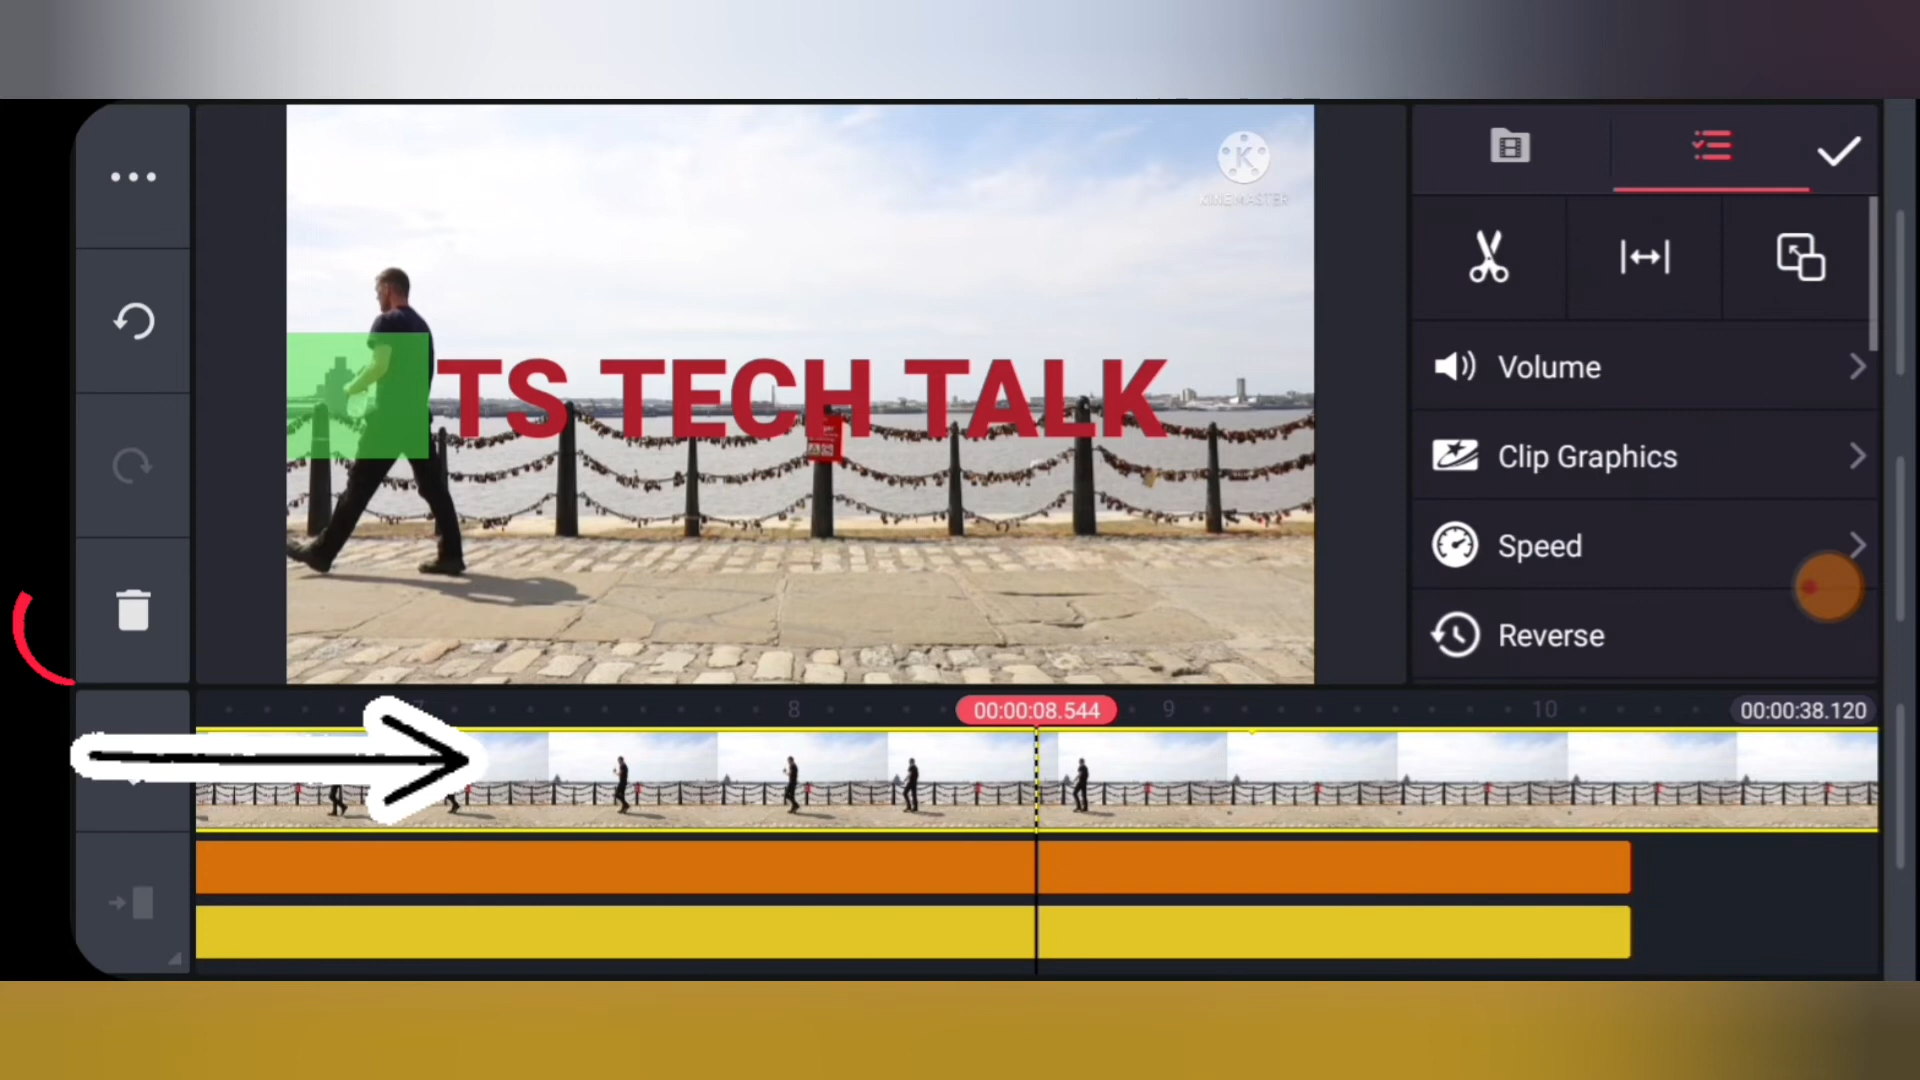 K
KINEMASTER
TS TECH TALK
Volume
Clip Graphics
Speed
Reverse
8
00:00:08.544
9
10
00:00:38.120